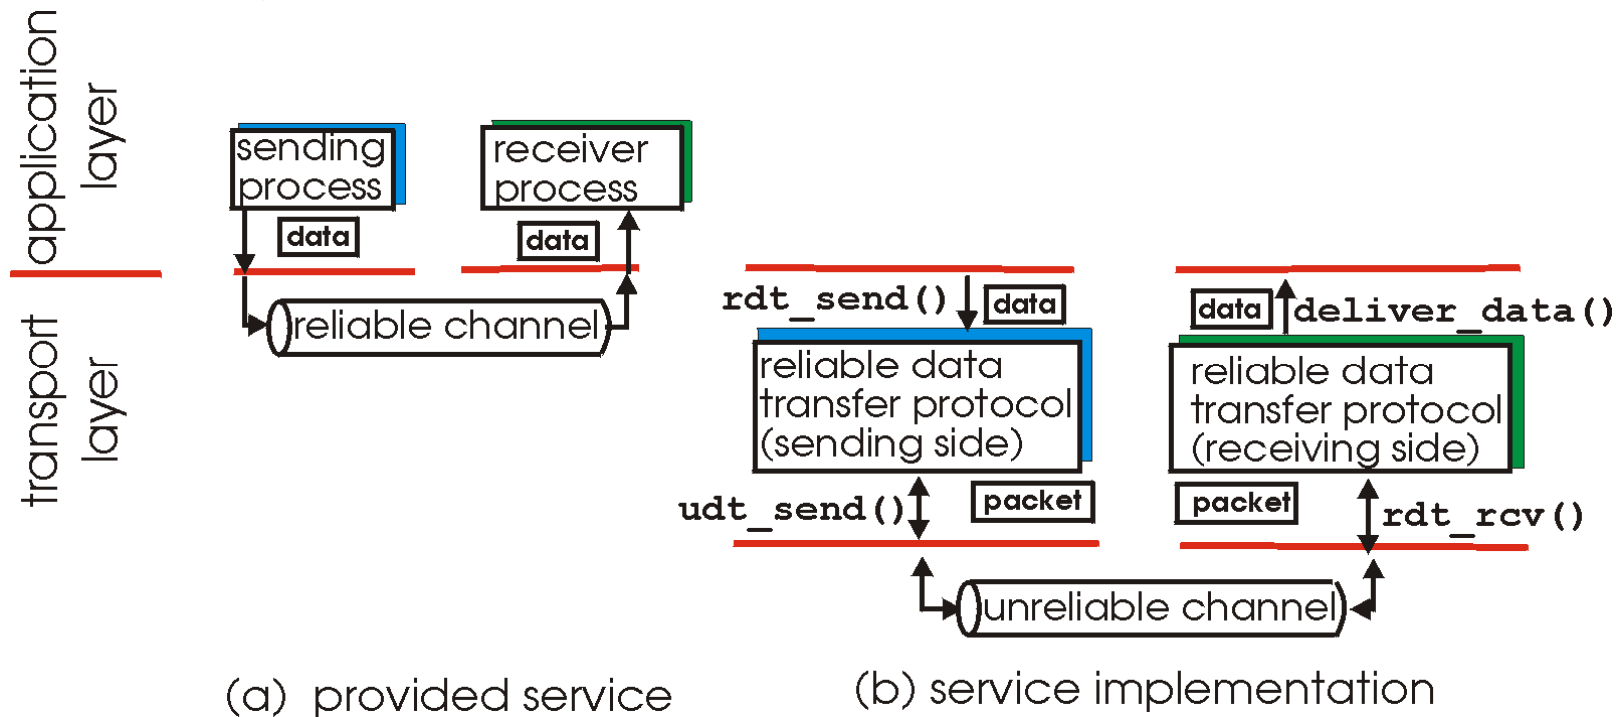 application
layer
transport
layer
sending
process
data
receiver
process
data
reliable channel
(a) provided service
rdt_send()
data
reliable data
transfer protocol
(sending side)
udt_send()
packet
data
deliver_data()
reliable data
transfer protocol
(receiving side)
packet
rdt_rcv()
unreliable channel
(b) service implementation